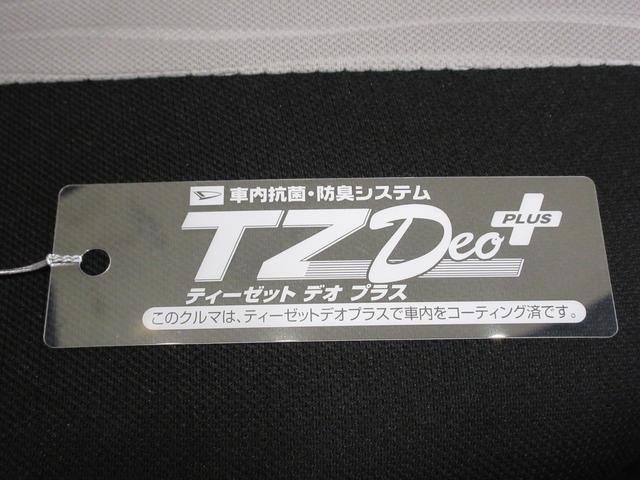 車内抗菌・防臭システム
TZDeo PLUS
ティーゼット デオ プラス
このクルマは、ティーゼットデオプラスで車内をコーティング済です。